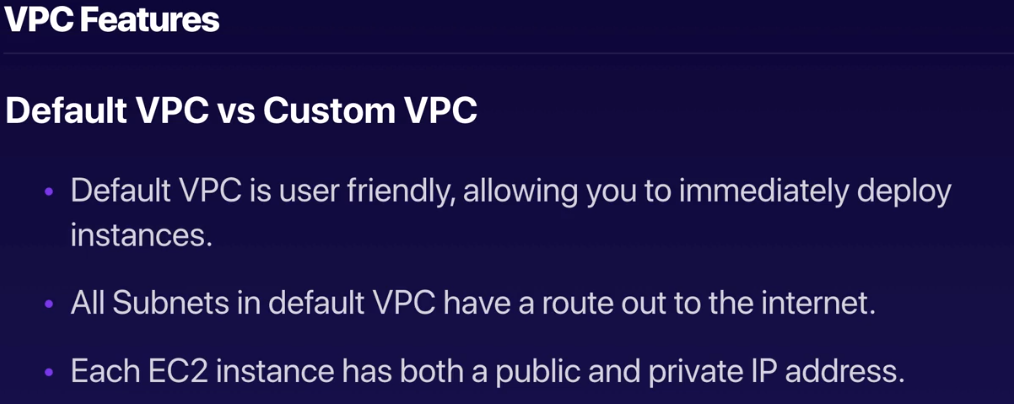 VPC Features
Default VPC vs Custom VPC
• Default VPC is user friendly, allowing you to immediately deploy
instances.
• All Subnets in default VPC have a route out to the internet.
• Each EC2 instance has both a public and private IP address.